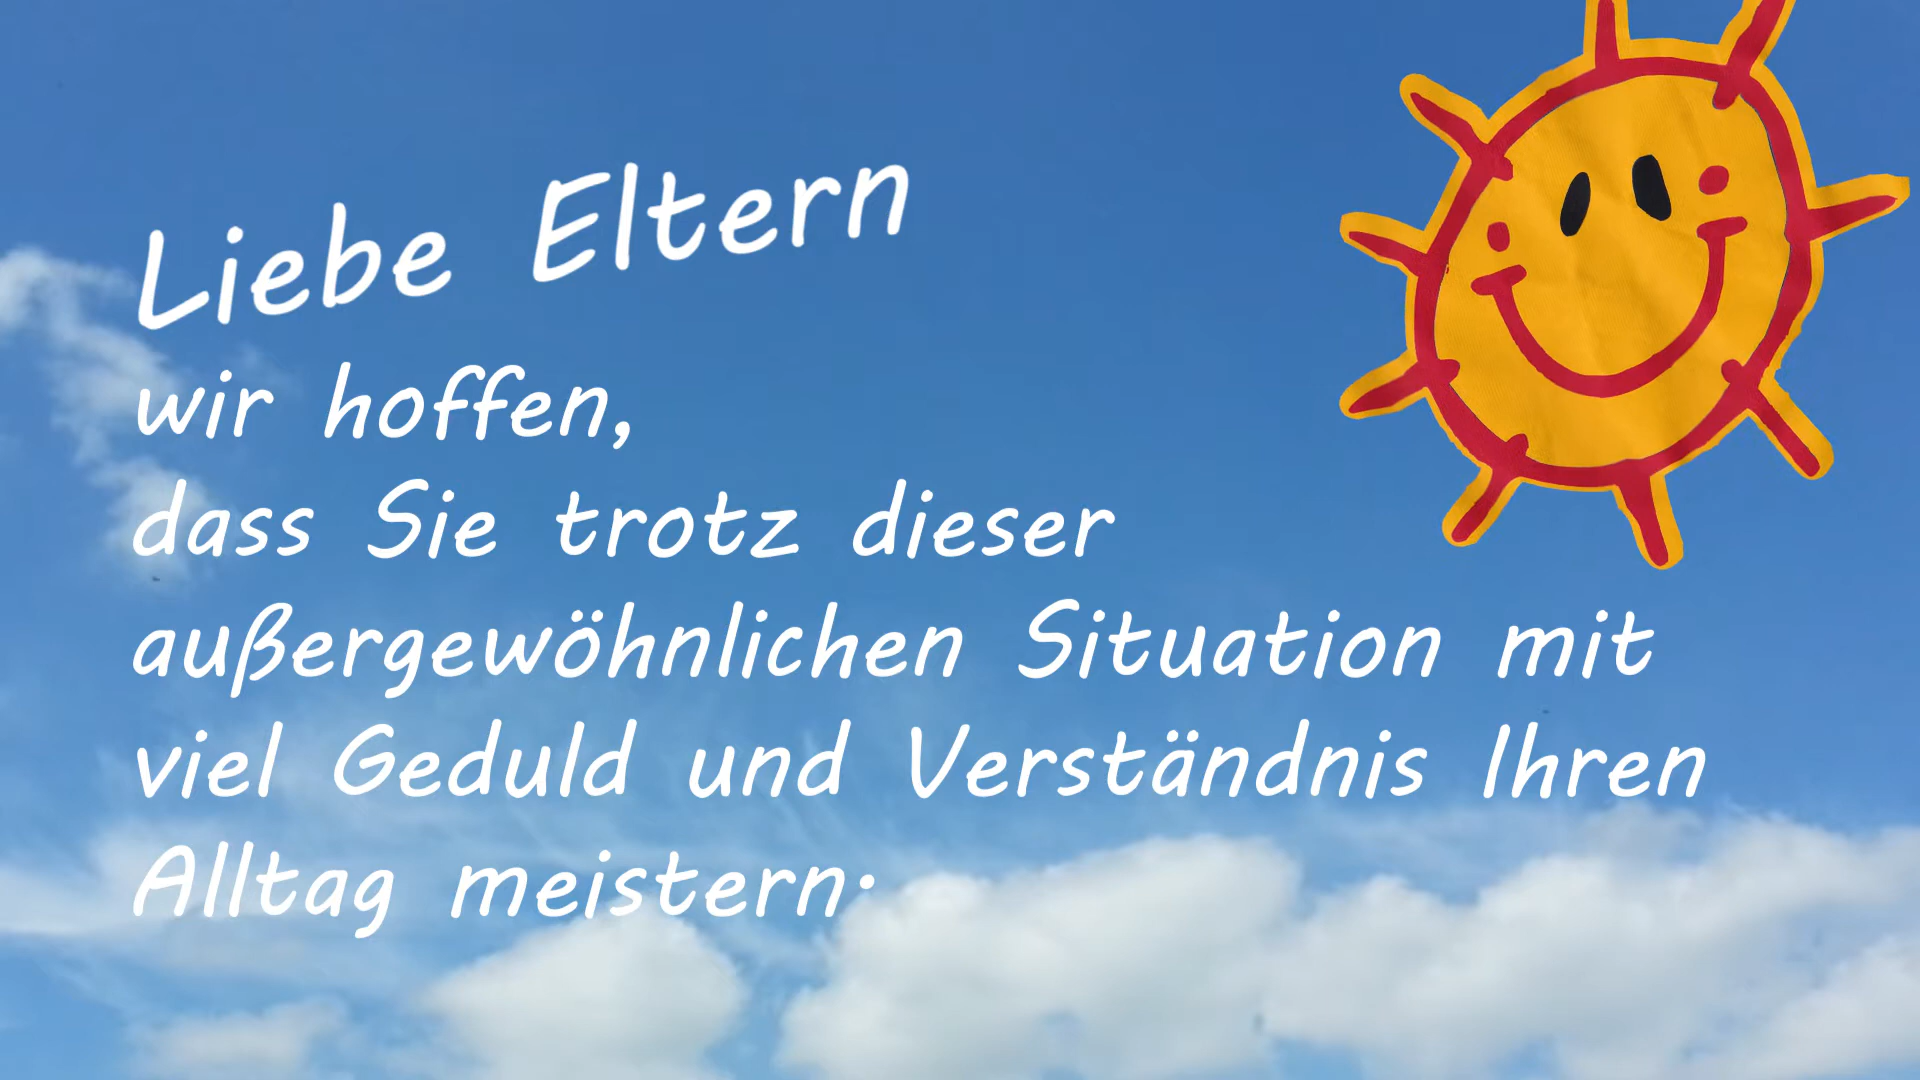 Liebe Eltern
wir hoffen,
dass Sie trotz dieser
außergewöhnlichen Situation mit
viel Geduld und Verständnis Ihren
Alltag meistern.